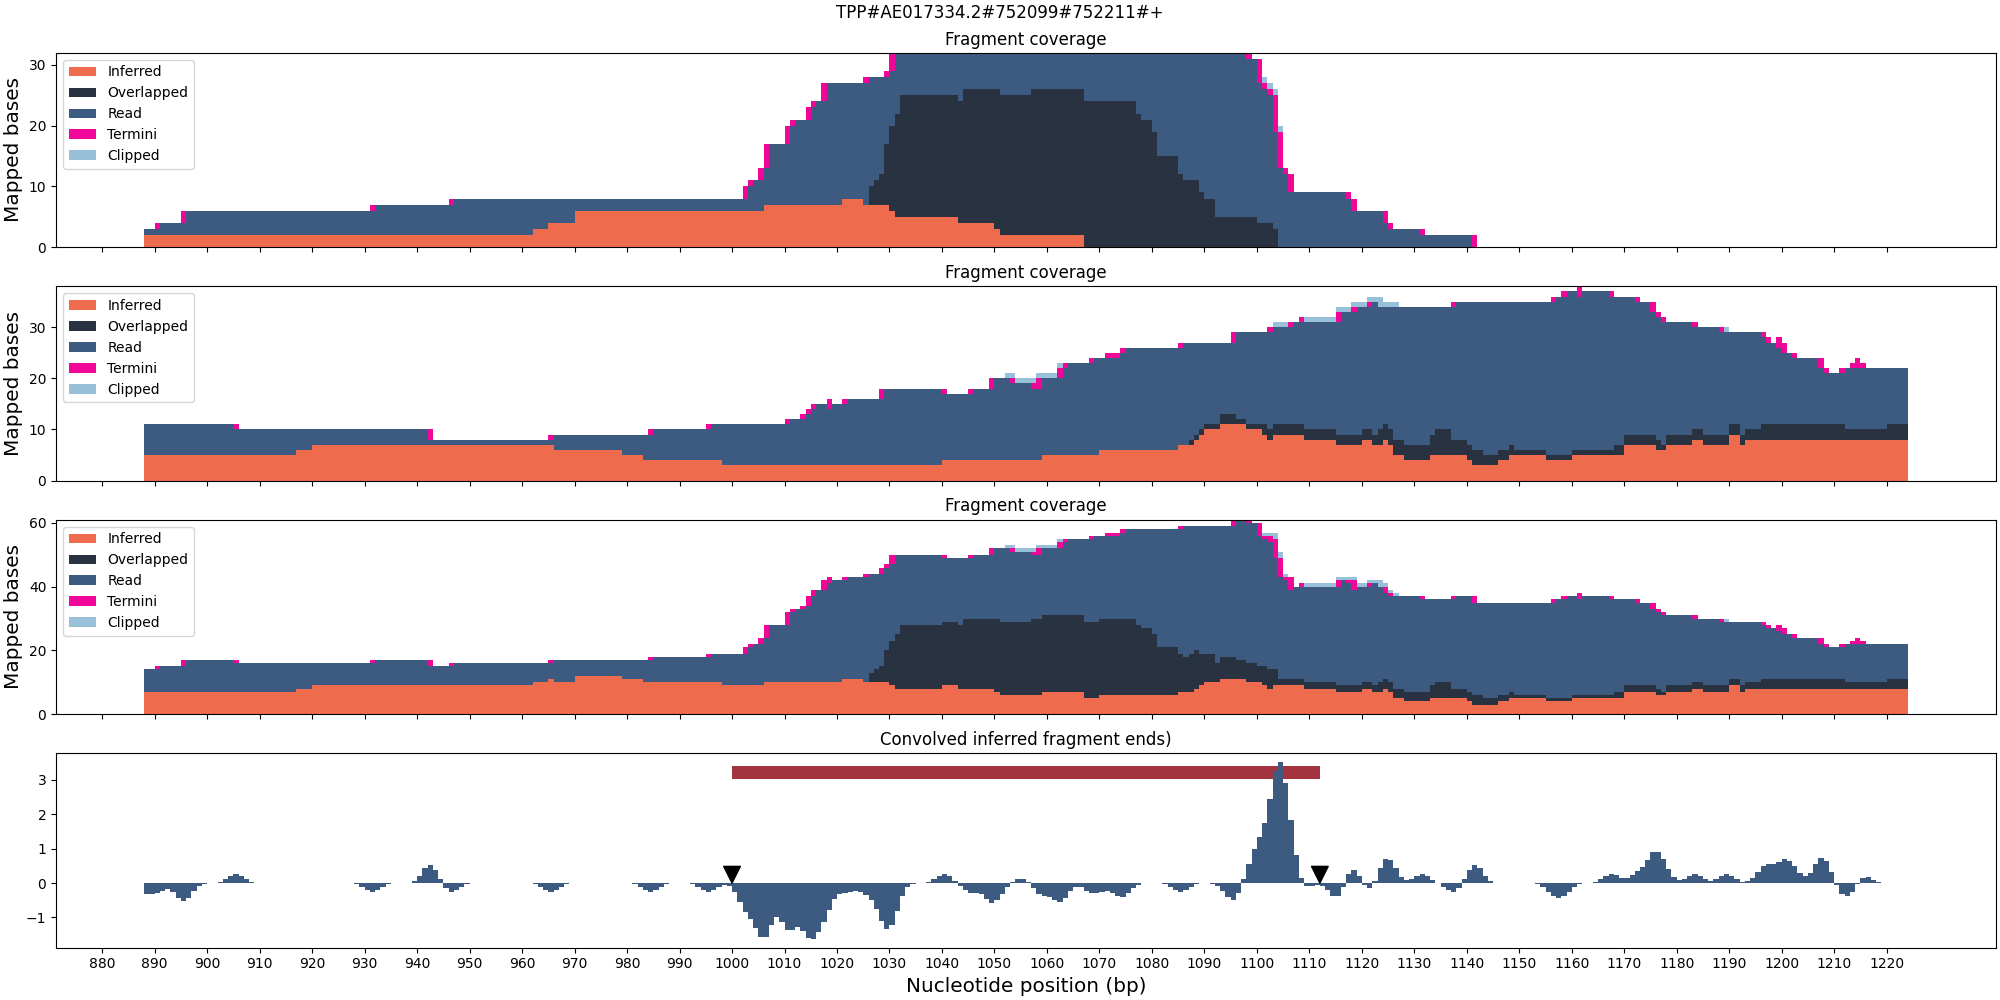 TPP#AE017334.2#752099#752211#+
Fragment coverage
Mapped bases
30
20
10
0
Inferred
Overlapped
Read
Termini
Clipped
Fragment coverage
Mapped bases
30
20
10
0
Inferred
Overlapped
Read
Termini
Clipped
Fragment coverage
Mapped bases
60
40
20
0
Inferred
Overlapped
Read
Termini
Clipped
Convolved inferred fragment ends)
3
2
1
0
−1
880 890 900 910 920 930 940 950 960 970 980 990 1000 1010 1020 1030 1040 1050 1060 1070 1080 1090 1100 1110 1120 1130 1140 1150 1160 1170 1180 1190 1200 1210 1220
Nucleotide position (bp)